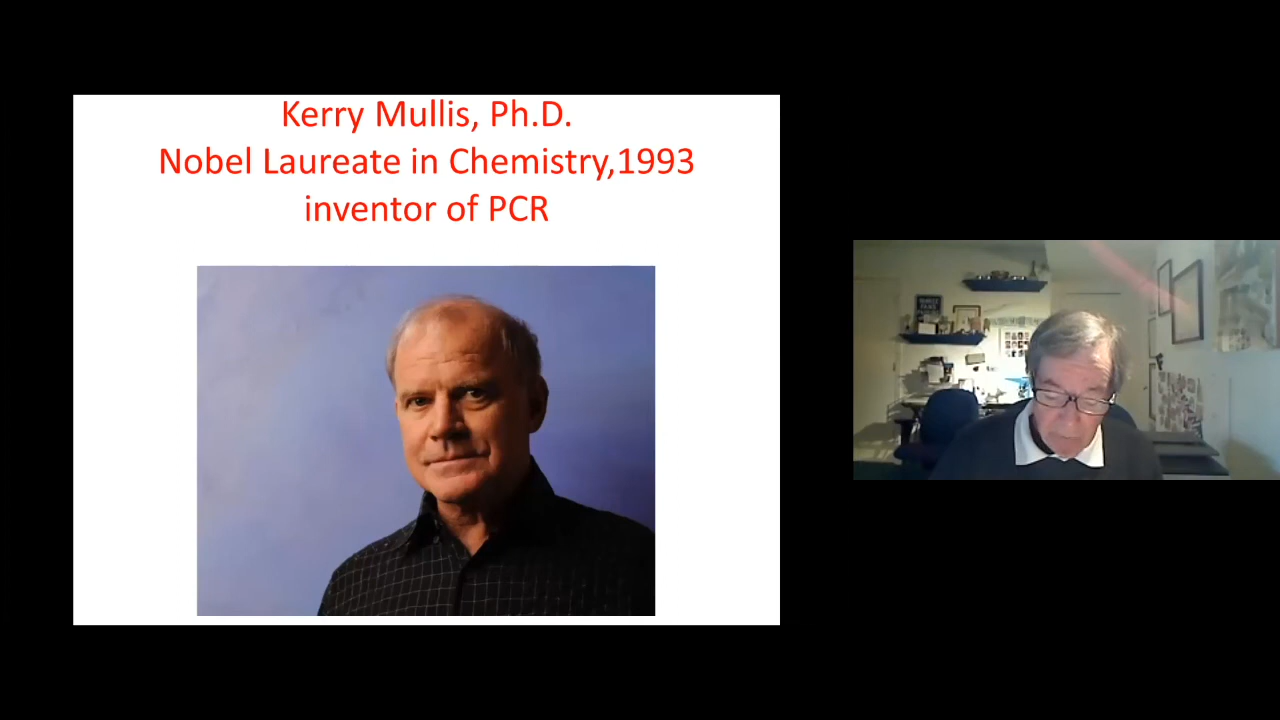 Kerry Mullis, Ph.D.
Nobel Laureate in Chemistry,1993
inventor of PCR